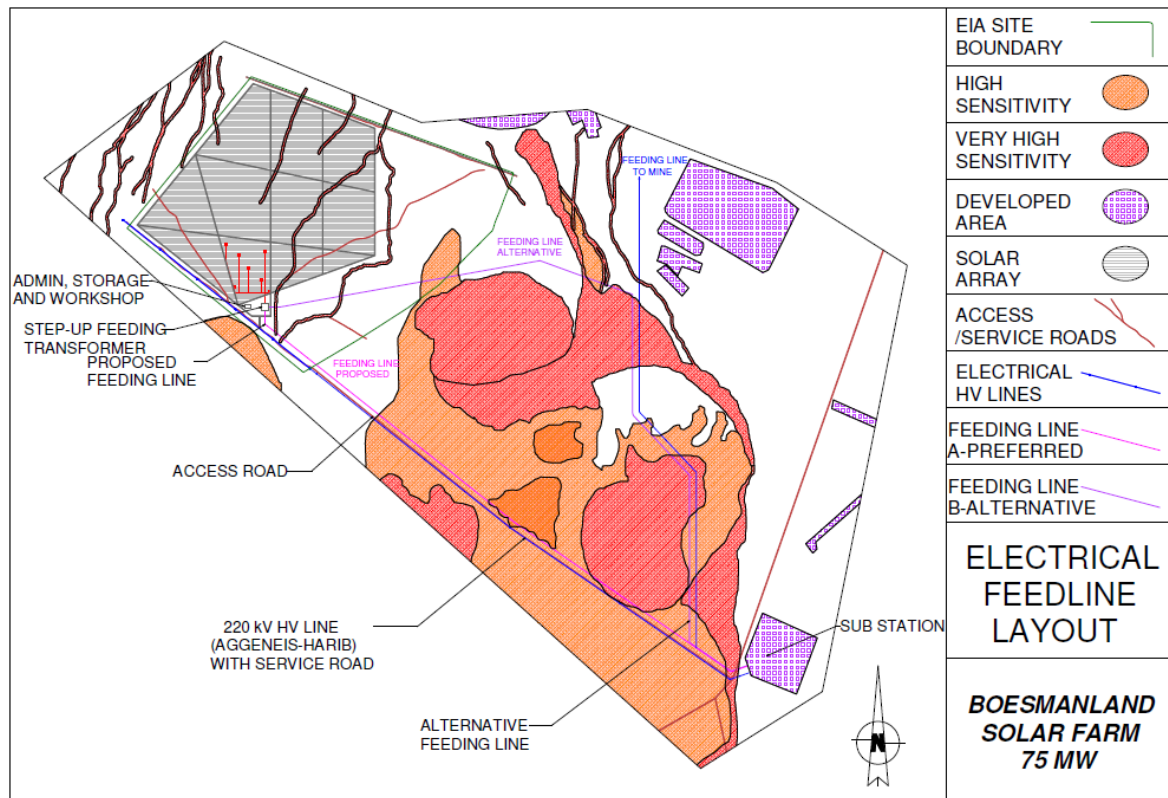 FEEDING LINE
TO MINE
FEEDING LINE
ALTERNATIVE
ADMIN, STORAGE
AND WORKSHOP
STEP-UP FEEDING
TRANSFORMER
PROPOSED
FEEDING LINE
FEEDING LINE
PROPOSED
ACCESS ROAD
220 kV HV LINE
(AGGENEIS-HARIB)
WITH SERVICE ROAD
SUB STATION
ALTERNATIVE
FEEDING LINE
N
EIA SITE
BOUNDARY
HIGH
SENSITIVITY
VERY HIGH
SENSITIVITY
DEVELOPED
AREA
SOLAR
ARRAY
ACCESS
/SERVICE ROADS
ELECTRICAL
HV LINES
FEEDING LINE
A-PREFERRED
FEEDING LINE
B-ALTERNATIVE
ELECTRICAL
FEEDLINE
LAYOUT
BOESMANLAND
SOLAR FARM
75 MW